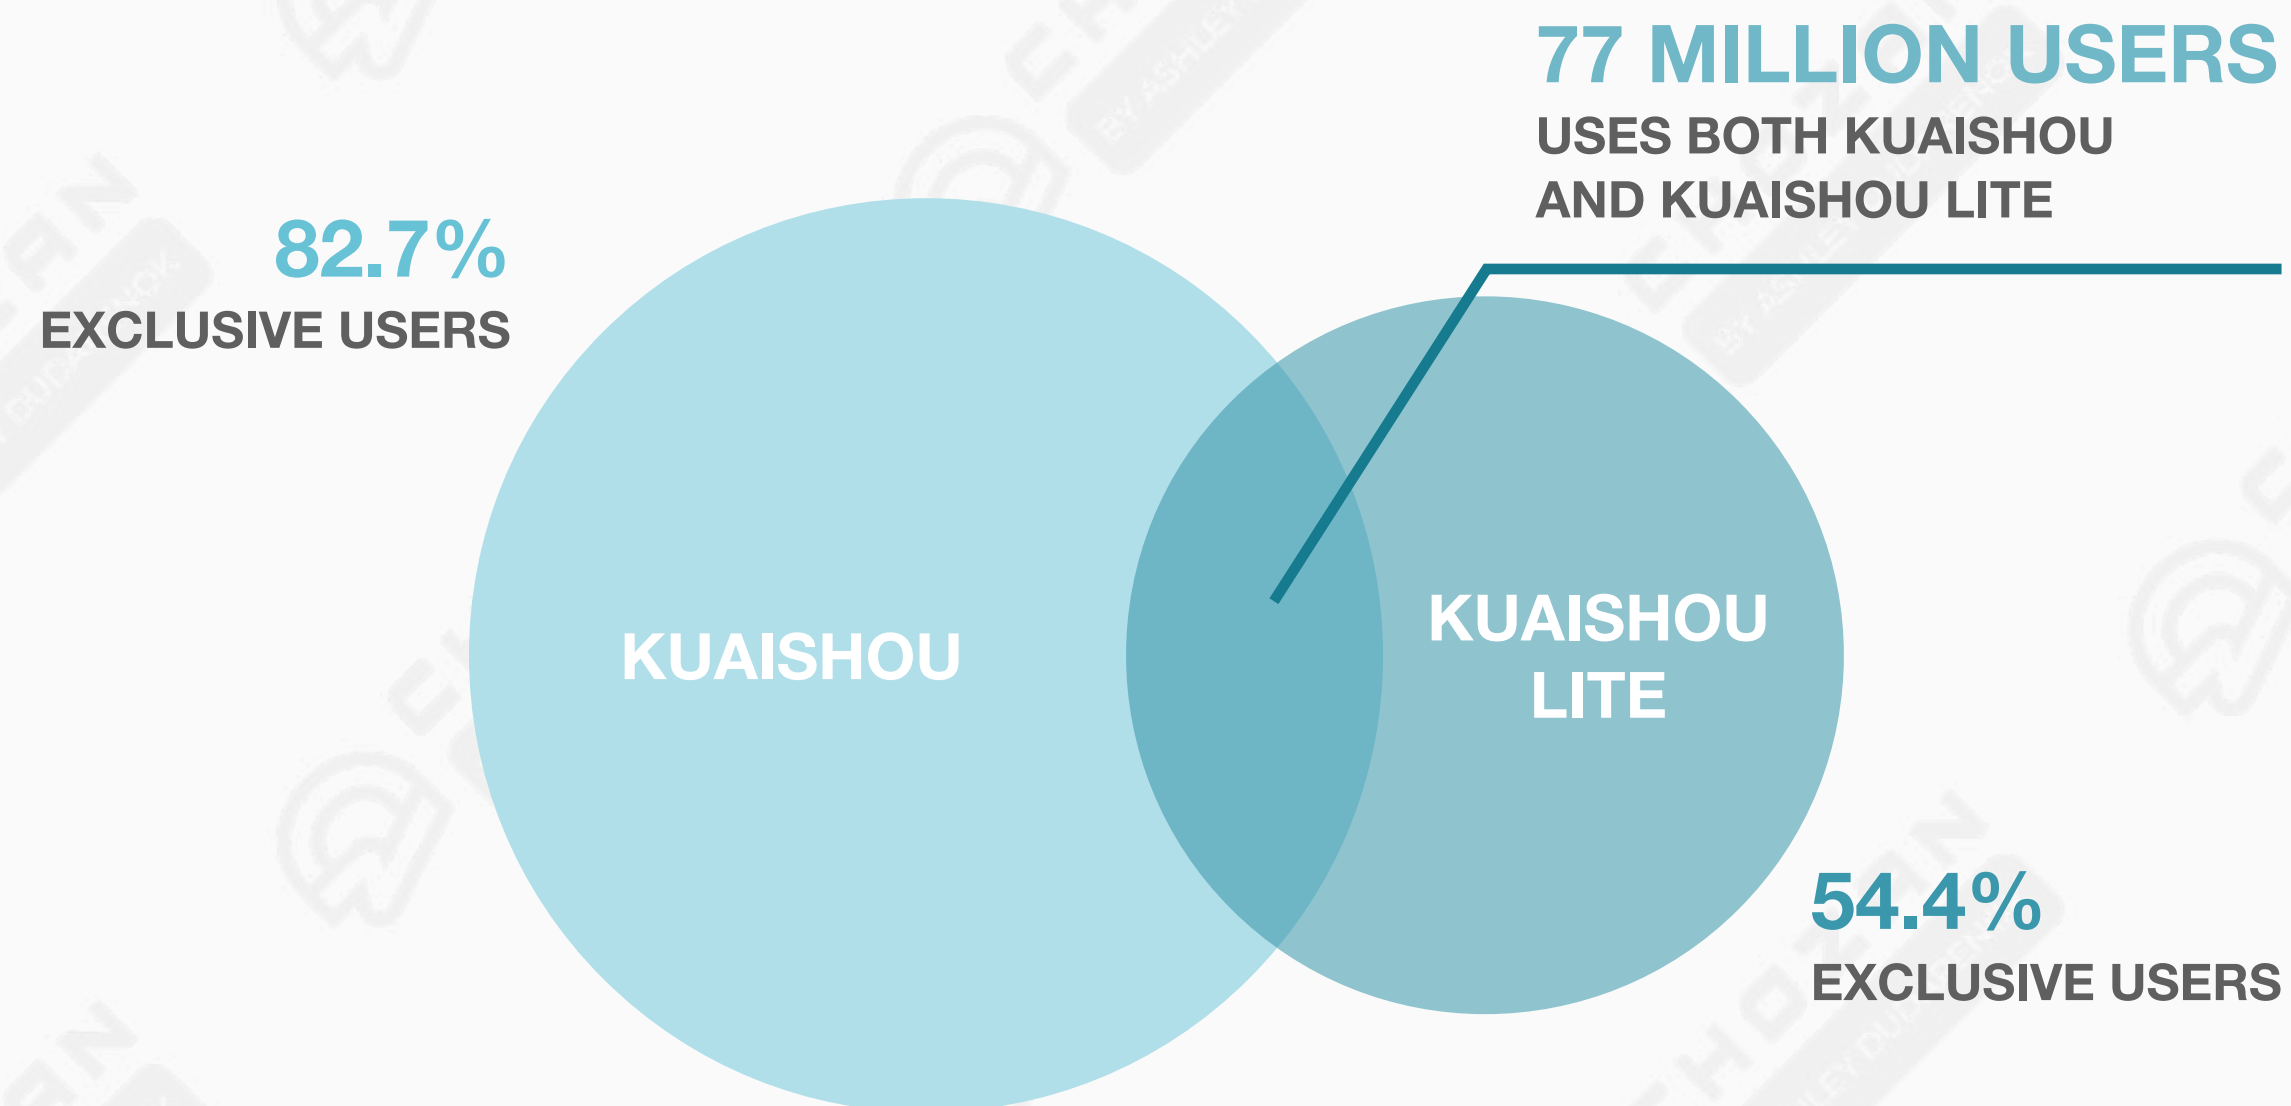 77 MILLION USERS
USES BOTH KUAISHOU
AND KUAISHOU LITE
82.7%
EXCLUSIVE USERS
KUAISHOU
KUAISHOU
LITE
54.4%
EXCLUSIVE USERS